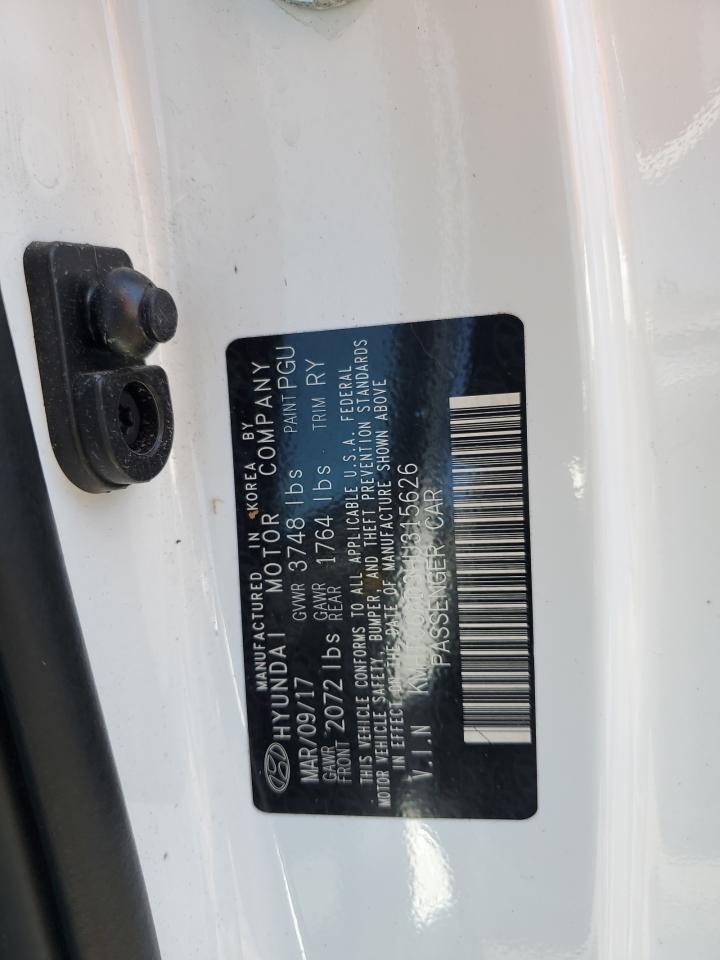 MANUFACTURED IN KOREA BY
HYUNDAI MOTOR COMPANY
MAR/09/17 GVWR 3748 lbs PAINT PGU
GAWR FRONT 2072 lbs GAWR REAR 1764 lbs TRIM RY
THIS VEHICLE CONFORMS TO ALL APPLICABLE U.S.A. FEDERAL
MOTOR VEHICLE SAFETY, BUMPER, AND THEFT PREVENTION STANDARDS
IN EFFECT ON THE DATE OF MANUFACTURE SHOWN ABOVE
V.I.N
PASSENGER CAR